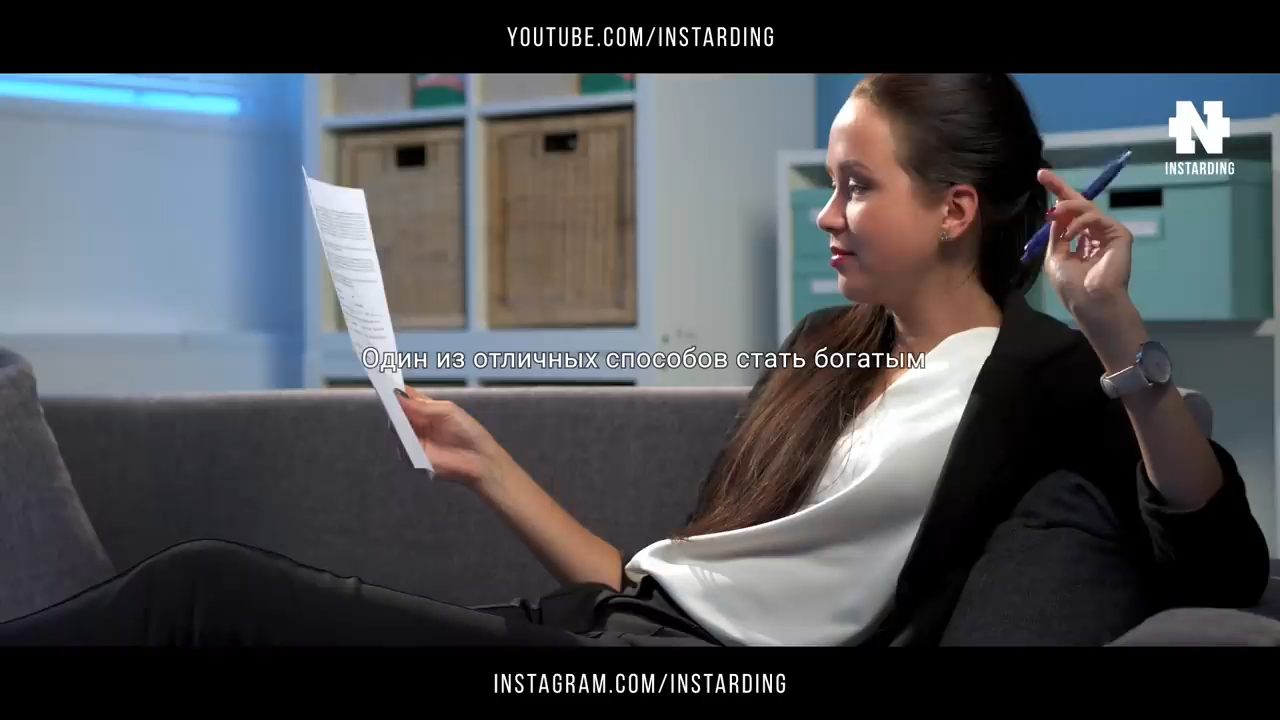 YOUTUBE.COM/INSTARDING
N
INSTARDING
Один из отличных способов стать богатым
INSTAGRAM.COM/INSTARDING